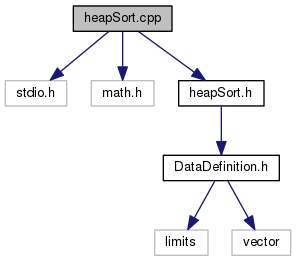 heapSort.cpp
stdio.h
math.h
heapSort.h
DataDefinition.h
limits
vector